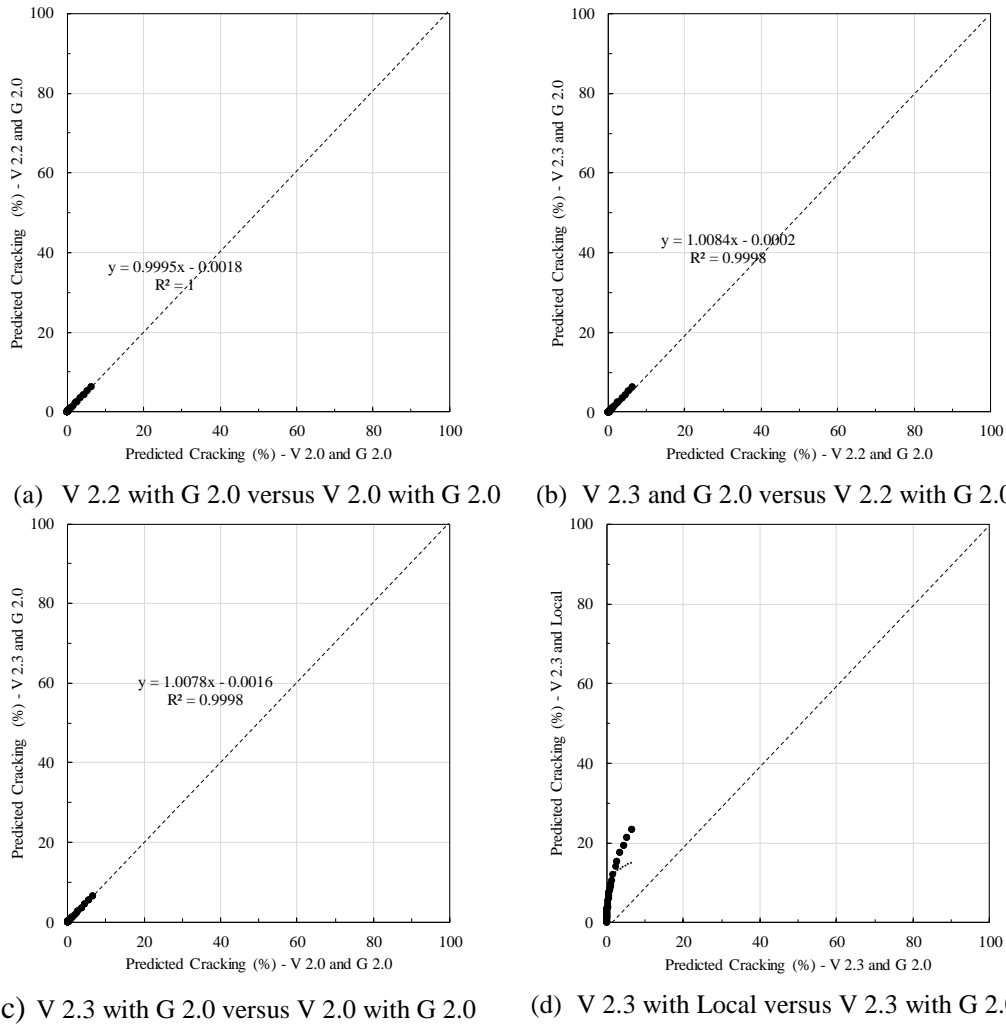 100
80
60
40
20
0
0 20 40 60 80 100
Predicted Cracking (%) - V 2.2 and G 2.0
Predicted Cracking (%) - V 2.0 and G 2.0
y = 0.9995x - 0.0018
R² = 1
(a) V 2.2 with G 2.0 versus V 2.0 with G 2.0
100
80
60
40
20
0
0 20 40 60 80 100
Predicted Cracking (%) - V 2.3 and G 2.0
Predicted Cracking (%) - V 2.2 and G 2.0
y = 1.0084x - 0.0002
R² = 0.9998
(b) V 2.3 and G 2.0 versus V 2.2 with G 2.0
100
80
60
40
20
0
0 20 40 60 80 100
Predicted Cracking (%) - V 2.3 and G 2.0
Predicted Cracking (%) - V 2.0 and G 2.0
y = 1.0078x - 0.0016
R² = 0.9998
c) V 2.3 with G 2.0 versus V 2.0 with G 2.0
100
80
60
40
20
0
0 20 40 60 80 100
Predicted Cracking (%) - V 2.3 and Local
Predicted Cracking (%) - V 2.3 and G 2.0
(d) V 2.3 with Local versus V 2.3 with G 2.0